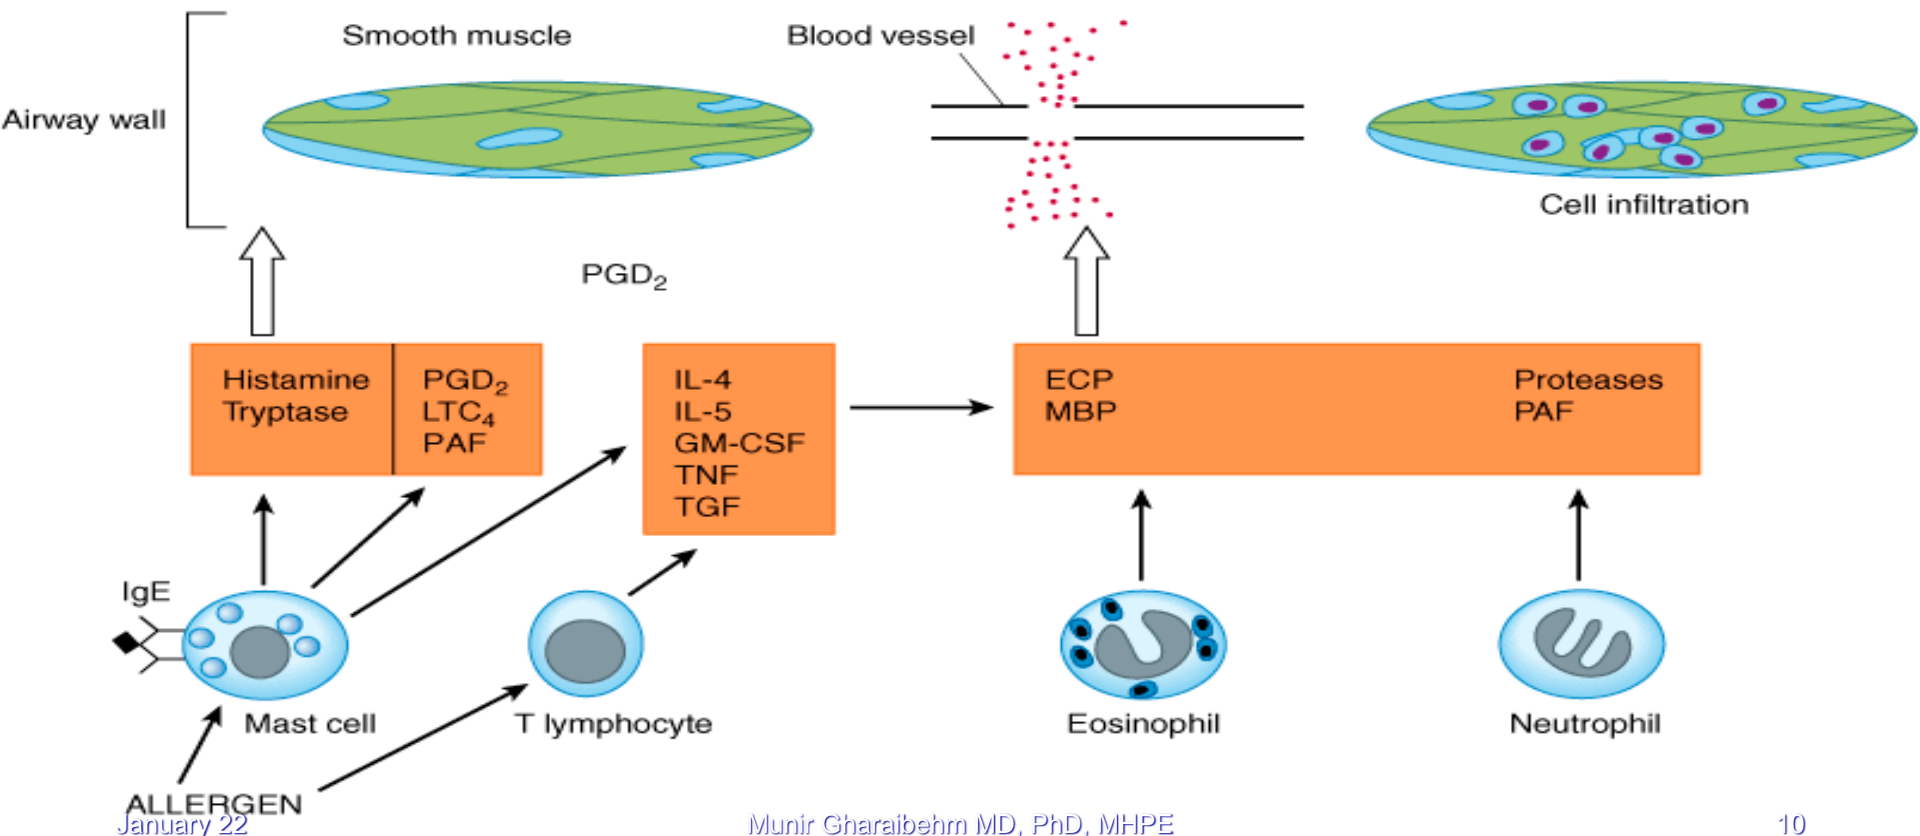 Smooth muscle
Blood vessel
Airway wall
Cell infiltration
PGD₂
Histamine
Tryptase
PGD₂
LTC₄
PAF
IL-4
IL-5
GM-CSF
TNF
TGF
ECP
MBP
Proteases
PAF
IgE
Mast cell
T lymphocyte
Eosinophil
Neutrophil
ALLERGEN
January 22
Munir Gharaibehm MD, PhD, MHPE
10